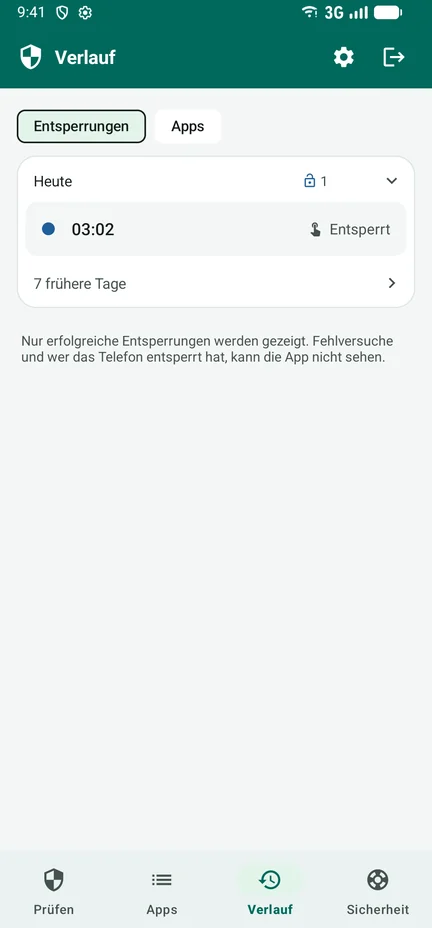 9:41
3G
Verlauf
Entsperrungen
Apps
Heute
1
03:02
Entsperrt
7 frühere Tage
Nur erfolgreiche Entsperrungen werden gezeigt. Fehlversuche
und wer das Telefon entsperrt hat, kann die App nicht sehen.
Prüfen
Apps
Verlauf
Sicherheit